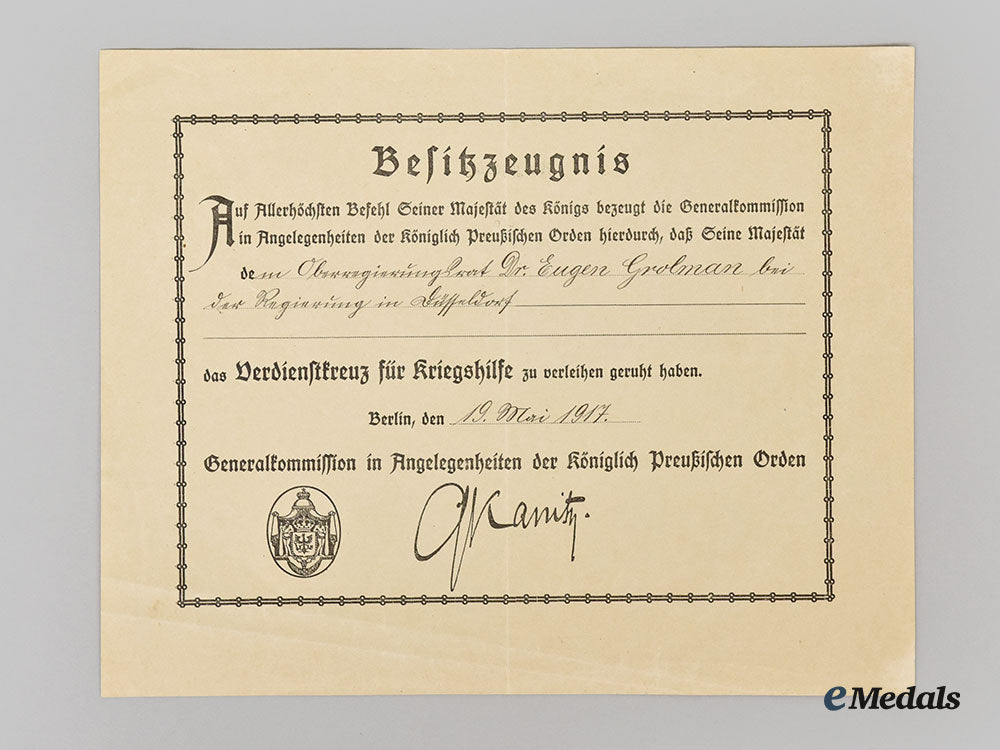 Besitzzeugnis
Auf Allerhöchsten Befehl Seiner Majestät des Königs bezeugt die Generalkommission
in Angelegenheiten der Königlich Preußischen Orden hierdurch, daß Seine Majestät
dem Oberregierungsrat Dr. Eugen Grolman bei
der Regierung in Düsseldorf
das Verdienstkreuz für Kriegshilfe zu verleihen geruht haben.
Berlin, den 19. Mai 1917.
Generalkommission in Angelegenheiten der Königlich Preußischen Orden
Kanitz.
eMedals